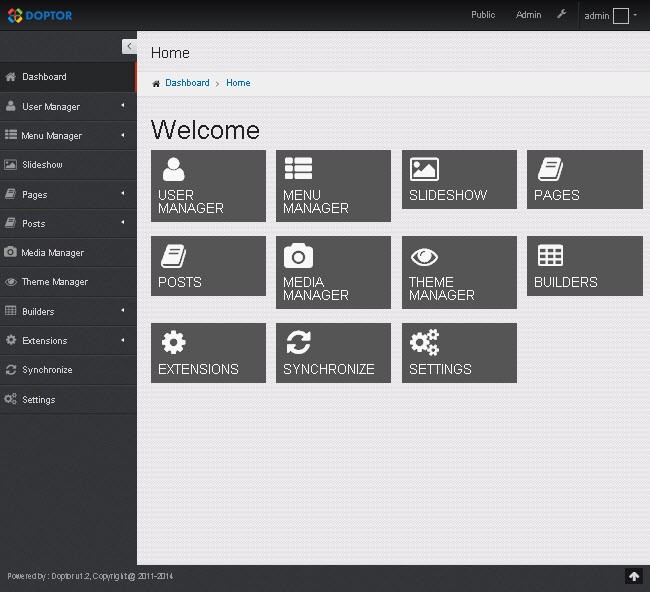 DOPTOR
Public Admin admin
Home
Dashboard > Home
Dashboard
User Manager
Menu Manager
Slideshow
Pages
Posts
Media Manager
Theme Manager
Builders
Extensions
Synchronize
Settings
Welcome
USER
MANAGER
MENU
MANAGER
SLIDESHOW
PAGES
POSTS
MEDIA
MANAGER
THEME
MANAGER
BUILDERS
EXTENSIONS
SYNCHRONIZE
SETTINGS
Powered by : Doptor v1.2, Copyright @ 2011-2014